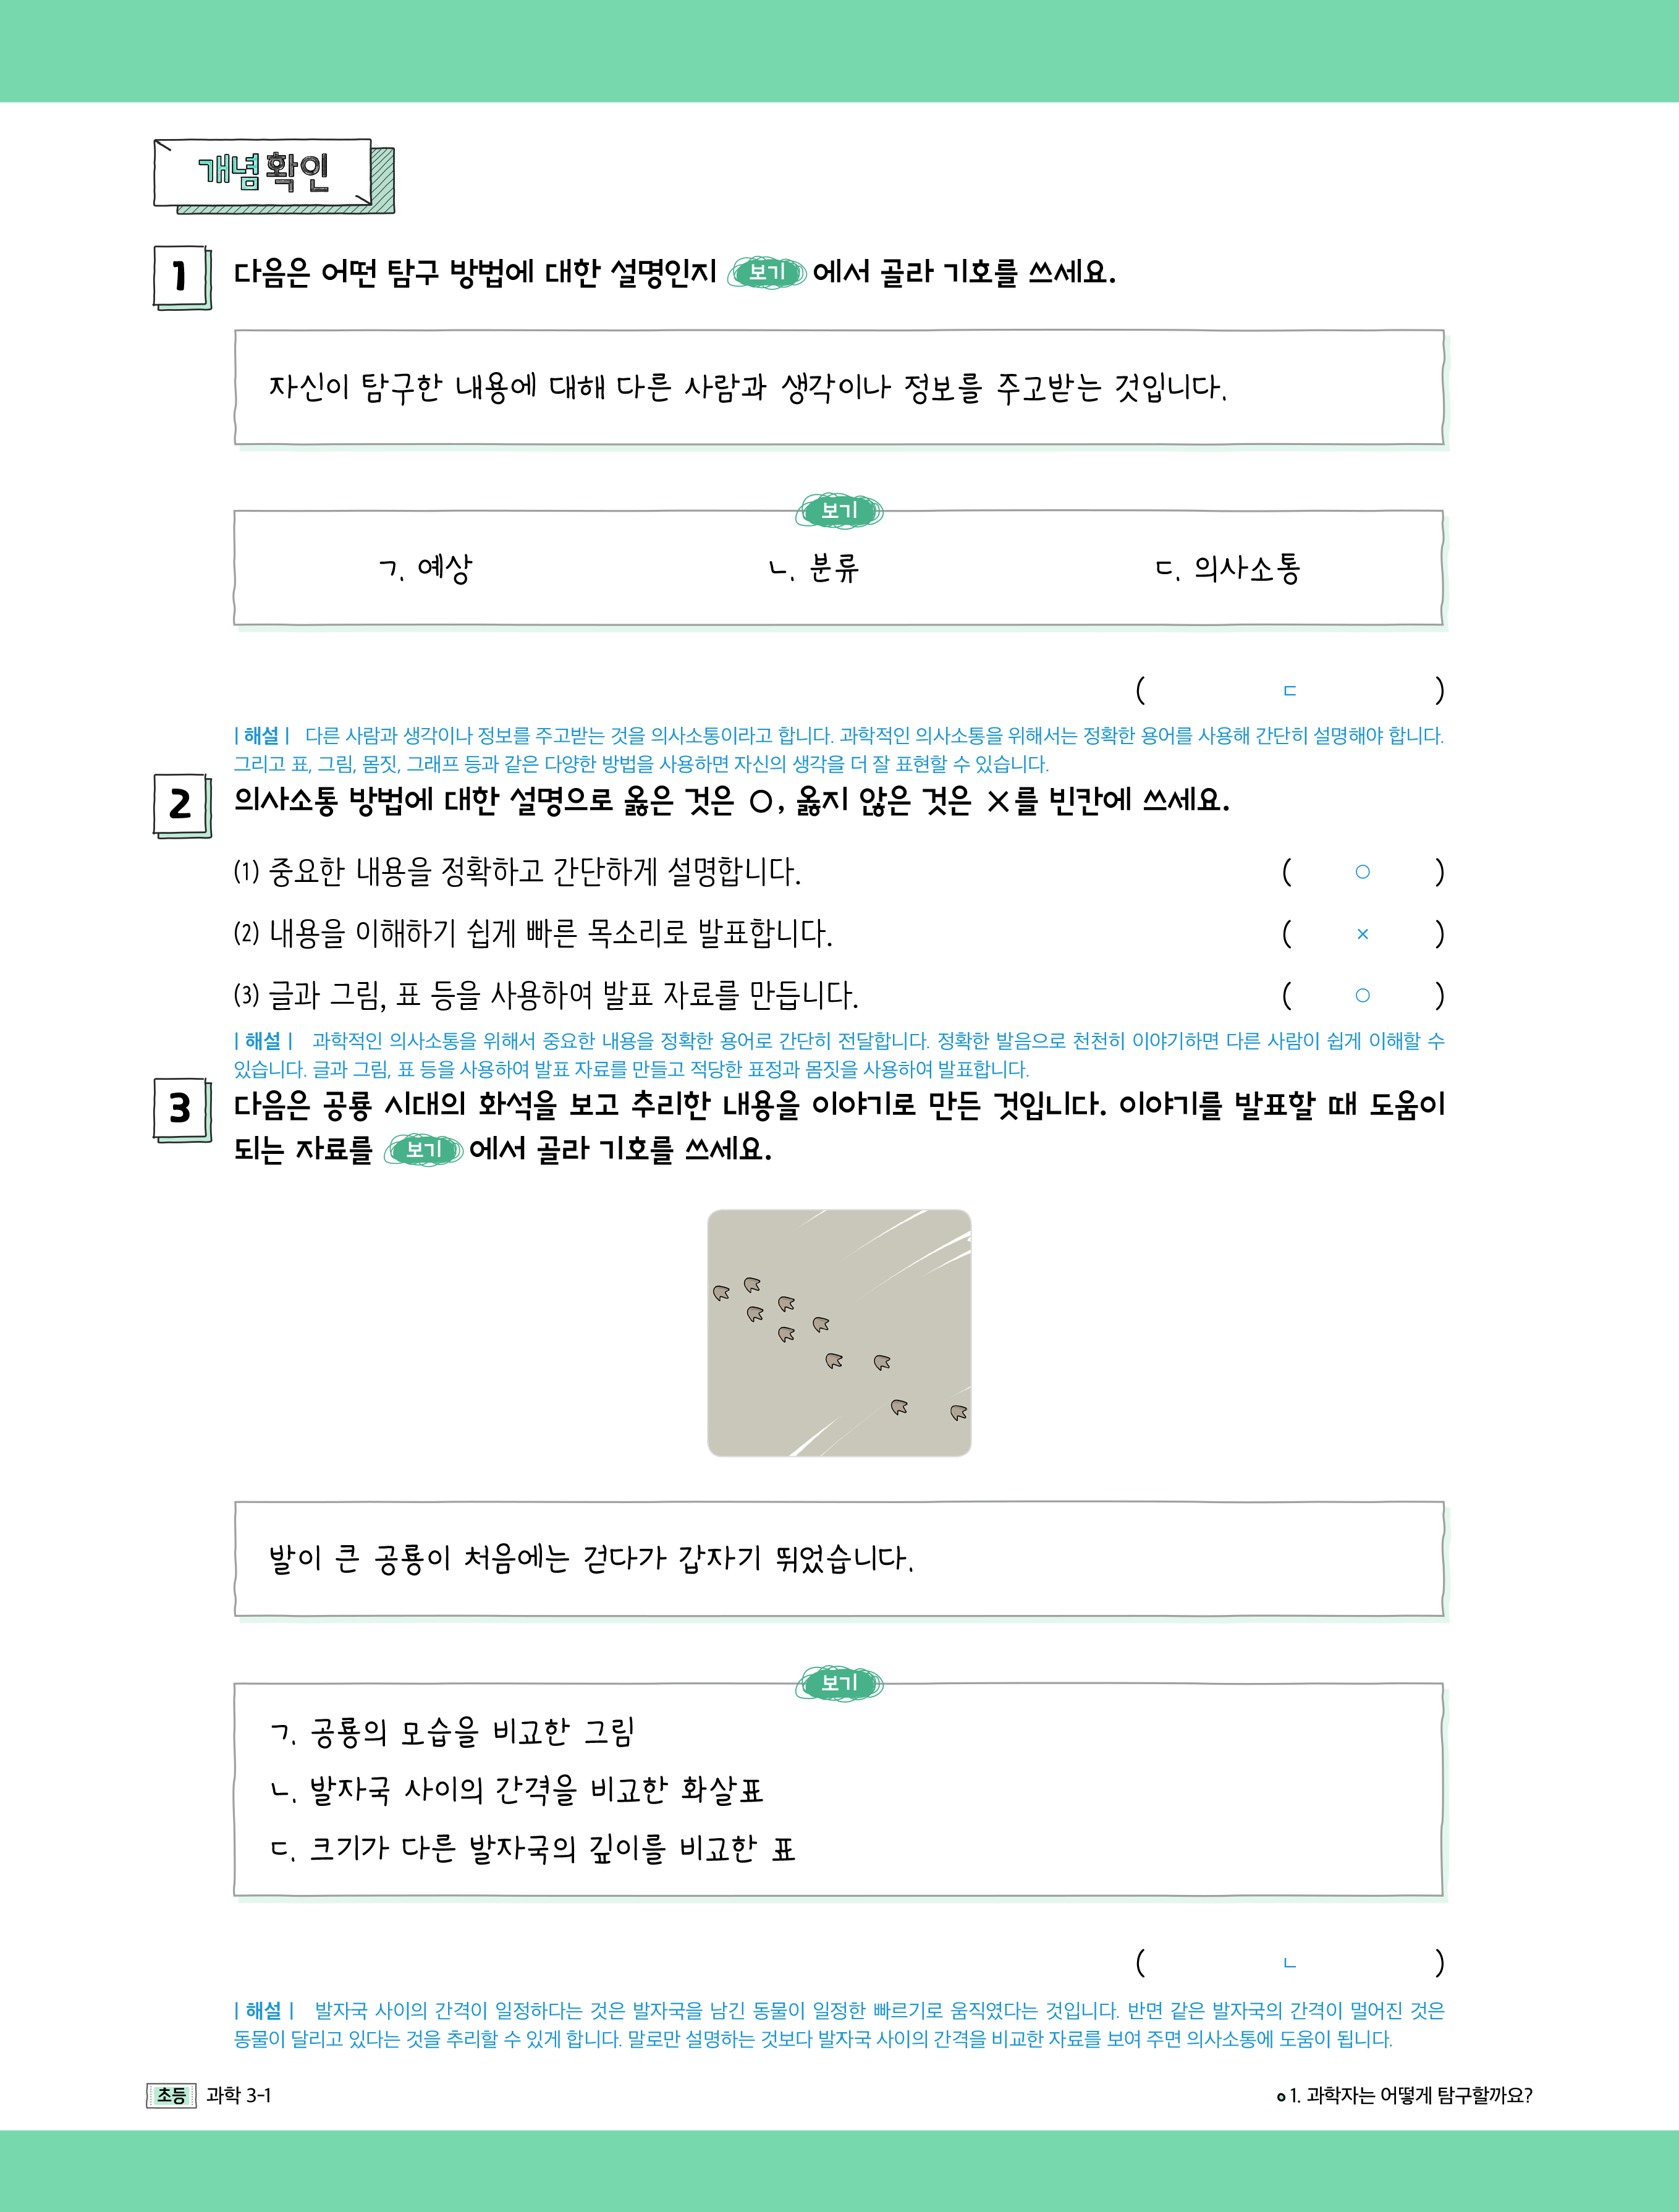 개념 확인
1 다음은 어떤 탐구 방법에 대한 설명인지 보기 에서 골라 기호를 쓰세요.
자신이 탐구한 내용에 대해 다른 사람과 생각이나 정보를 주고받는 것입니다.
보기
ㄱ. 예상 ㄴ. 분류 ㄷ. 의사소통
( ㄷ )
| 해설 | 다른 사람과 생각이나 정보를 주고받는 것을 의사소통이라고 합니다. 과학적인 의사소통을 위해서는 정확한 용어를 사용해 간단히 설명해야 합니다.
그리고 표, 그림, 몸짓, 그래프 등과 같은 다양한 방법을 사용하면 자신의 생각을 더 잘 표현할 수 있습니다.
2 의사소통 방법에 대한 설명으로 옳은 것은 ○, 옳지 않은 것은 ×를 빈칸에 쓰세요.
(1) 중요한 내용을 정확하고 간단하게 설명합니다. ( ○ )
(2) 내용을 이해하기 쉽게 빠른 목소리로 발표합니다. ( × )
(3) 글과 그림, 표 등을 사용하여 발표 자료를 만듭니다. ( ○ )
| 해설 | 과학적인 의사소통을 위해서 중요한 내용을 정확한 용어로 간단히 전달합니다. 정확한 발음으로 천천히 이야기하면 다른 사람이 쉽게 이해할 수
있습니다. 글과 그림, 표 등을 사용하여 발표 자료를 만들고 적당한 표정과 몸짓을 사용하여 발표합니다.
3 다음은 공룡 시대의 화석을 보고 추리한 내용을 이야기로 만든 것입니다. 이야기를 발표할 때 도움이
되는 자료를 보기 에서 골라 기호를 쓰세요.
발이 큰 공룡이 처음에는 걷다가 갑자기 뛰었습니다.
보기
ㄱ. 공룡의 모습을 비교한 그림
ㄴ. 발자국 사이의 간격을 비교한 화살표
ㄷ. 크기가 다른 발자국의 깊이를 비교한 표
( ㄴ )
| 해설 | 발자국 사이의 간격이 일정하다는 것은 발자국을 남긴 동물이 일정한 빠르기로 움직였다는 것입니다. 반면 같은 발자국의 간격이 멀어진 것은
동물이 달리고 있다는 것을 추리할 수 있게 합니다. 말로만 설명하는 것보다 발자국 사이의 간격을 비교한 자료를 보여 주면 의사소통에 도움이 됩니다.
초등 과학 3-1 1. 과학자는 어떻게 탐구할까요?